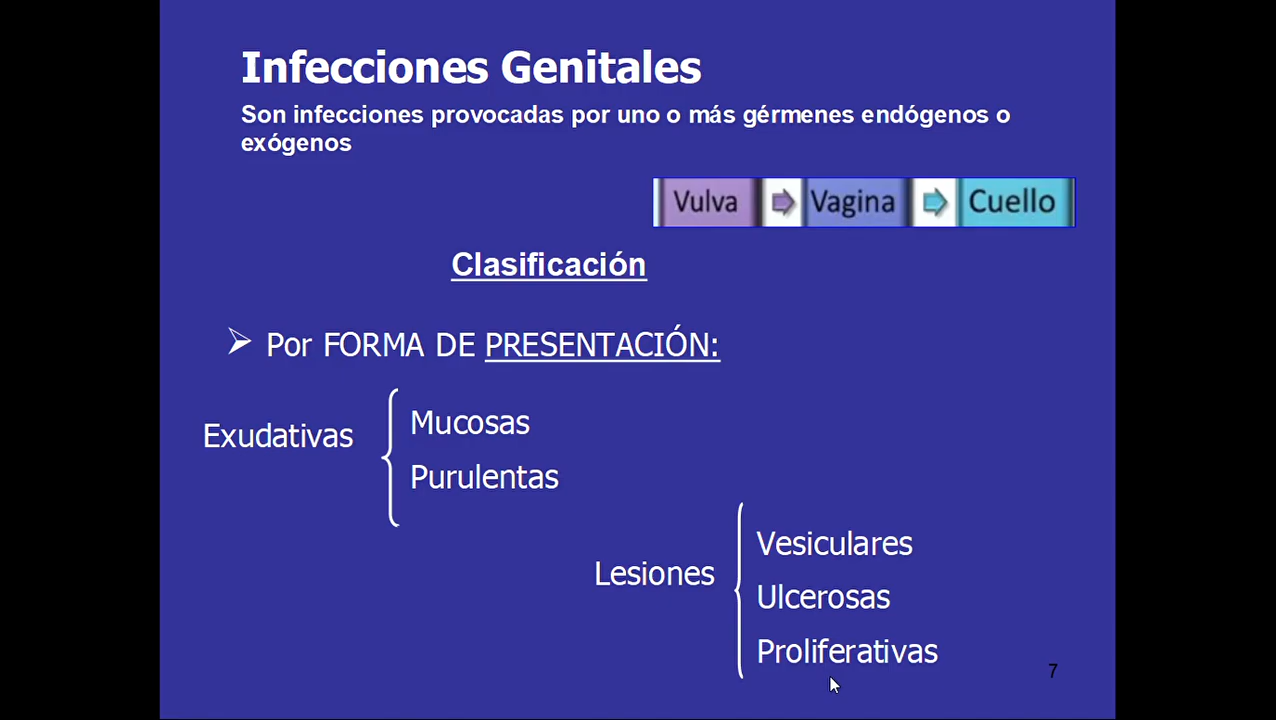 Infecciones Genitales
Son infecciones provocadas por uno o más gérmenes endógenos o
exógenos
Vulva Vagina Cuello
Clasificación
Por FORMA DE PRESENTACIÓN:
Exudativas
Mucosas
Purulentas
Lesiones
Vesiculares
Ulcerosas
Proliferativas
7